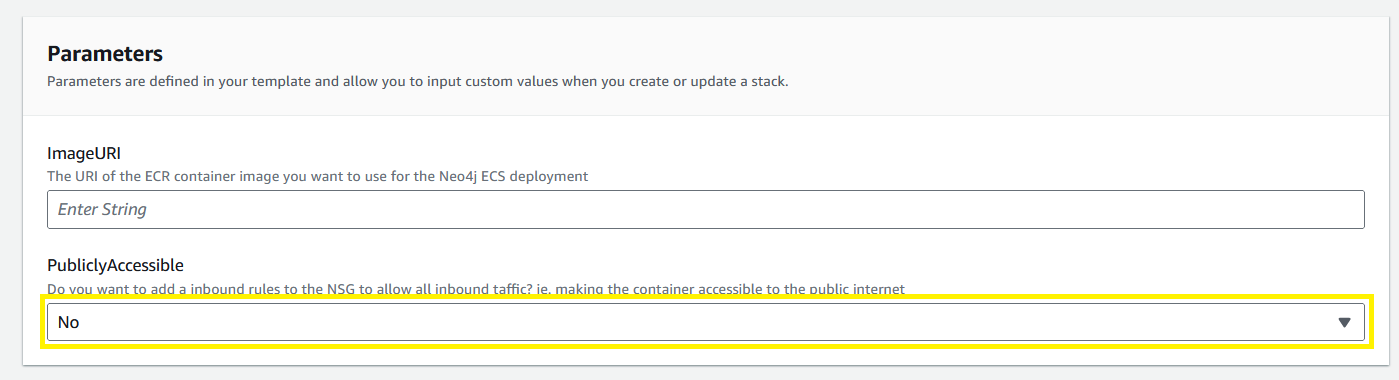 Parameters
Parameters are defined in your template and allow you to input custom values when you create or update a stack.
ImageURI
The URI of the ECR container image you want to use for the Neo4j ECS deployment
Enter String
PubliclyAccessible
Do you want to add a inbound rules to the NSG to allow all inbound taffic? ie. making the container accessible to the public internet
No